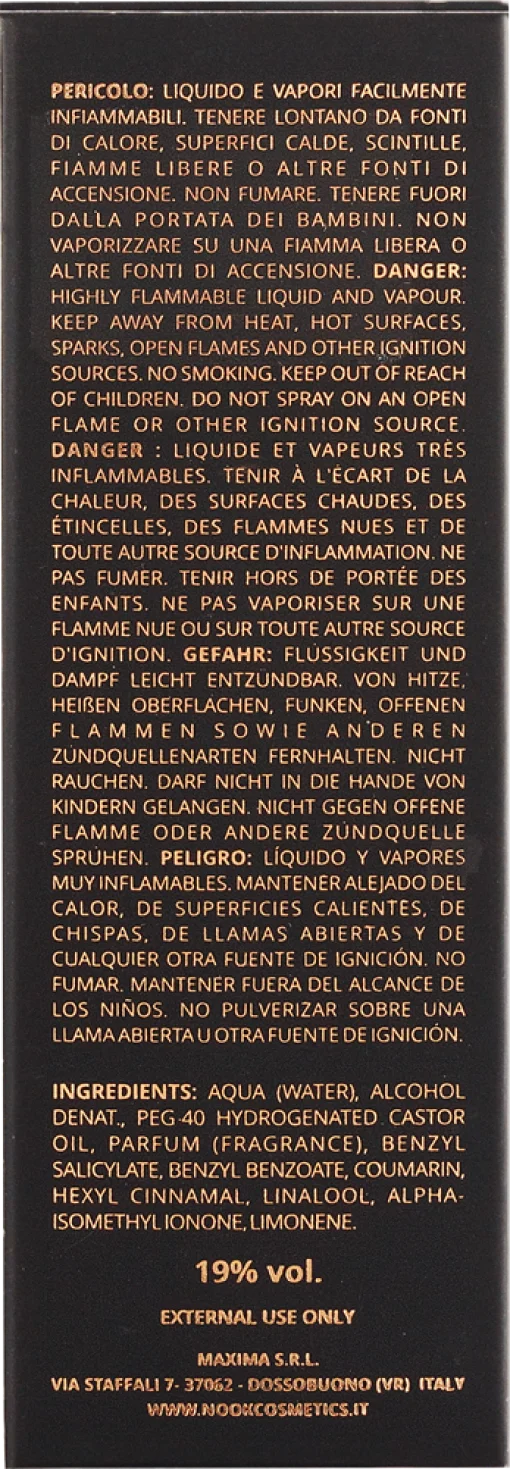 PERICOLO: LIQUIDO E VAPORI FACILMENTE
INFIAMMABILI. TENERE LONTANO DA FONTI
DI CALORE, SUPERFICI CALDE, SCINTILLE,
FIAMME LIBERE O ALTRE FONTI DI
ACCENSIONE. NON FUMARE. TENERE FUORI
DALLA PORTATA DEI BAMBINI. NON
VAPORIZZARE SU UNA FIAMMA LIBERA O
ALTRE FONTI DI ACCENSIONE. DANGER:
HIGHLY FLAMMABLE LIQUID AND VAPOUR.
KEEP AWAY FROM HEAT, HOT SURFACES,
SPARKS, OPEN FLAMES AND OTHER IGNITION
SOURCES. NO SMOKING. KEEP OUT OF REACH
OF CHILDREN. DO NOT SPRAY ON AN OPEN
FLAME OR OTHER IGNITION SOURCE.
DANGER : LIQUIDE ET VAPEURS TRÈS
INFLAMMABLES. TENIR À L'ÉCART DE LA
CHALEUR, DES SURFACES CHAUDES, DES
ÉTINCELLES, DES FLAMMES NUES ET DE
TOUTE AUTRE SOURCE D'INFLAMMATION. NE
PAS FUMER. TENIR HORS DE PORTÉE DES
ENFANTS. NE PAS VAPORISER SUR UNE
FLAMME NUE OU SUR TOUTE AUTRE SOURCE
D'IGNITION. GEFAHR: FLÜSSIGKEIT UND
DAMPF LEICHT ENTZÜNDBAR. VON HITZE,
HEIßEN OBERFLÄCHEN, FUNKEN, OFFENEN
FLAMMEN SOWIE ANDEREN
ZÜNDQUELLENARTEN FERNHALTEN. NICHT
RAUCHEN. DARF NICHT IN DIE HÄNDE VON
KINDERN GELANGEN. NICHT GEGEN OFFENE
FLAMME ODER ANDERE ZÜNDQUELLE
SPRÜHEN. PELIGRO: LÍQUIDO Y VAPORES
MUY INFLAMABLES. MANTENER ALEJADO DEL
CALOR, DE SUPERFICIES CALIENTES, DE
CHISPAS, DE LLAMAS ABIERTAS Y DE
CUALQUIER OTRA FUENTE DE IGNICIÓN. NO
FUMAR. MANTENER FUERA DEL ALCANCE DE
LOS NIÑOS. NO PULVERIZAR SOBRE UNA
LLAMA ABIERTA U OTRA FUENTE DE IGNICIÓN.
INGREDIENTS: AQUA (WATER), ALCOHOL
DENAT., PEG-40 HYDROGENATED CASTOR
OIL, PARFUM (FRAGRANCE), BENZYL
SALICYLATE, BENZYL BENZOATE, COUMARIN,
HEXYL CINNAMAL, LINALOOL, ALPHA-
ISOMETHYL IONONE, LIMONENE.
19% vol.
EXTERNAL USE ONLY
MAXIMA S.R.L.
VIA STAFFALI 7- 37062 - DOSSOBUONO (VR) ITALY
WWW.NOOKCOSMETICS.IT